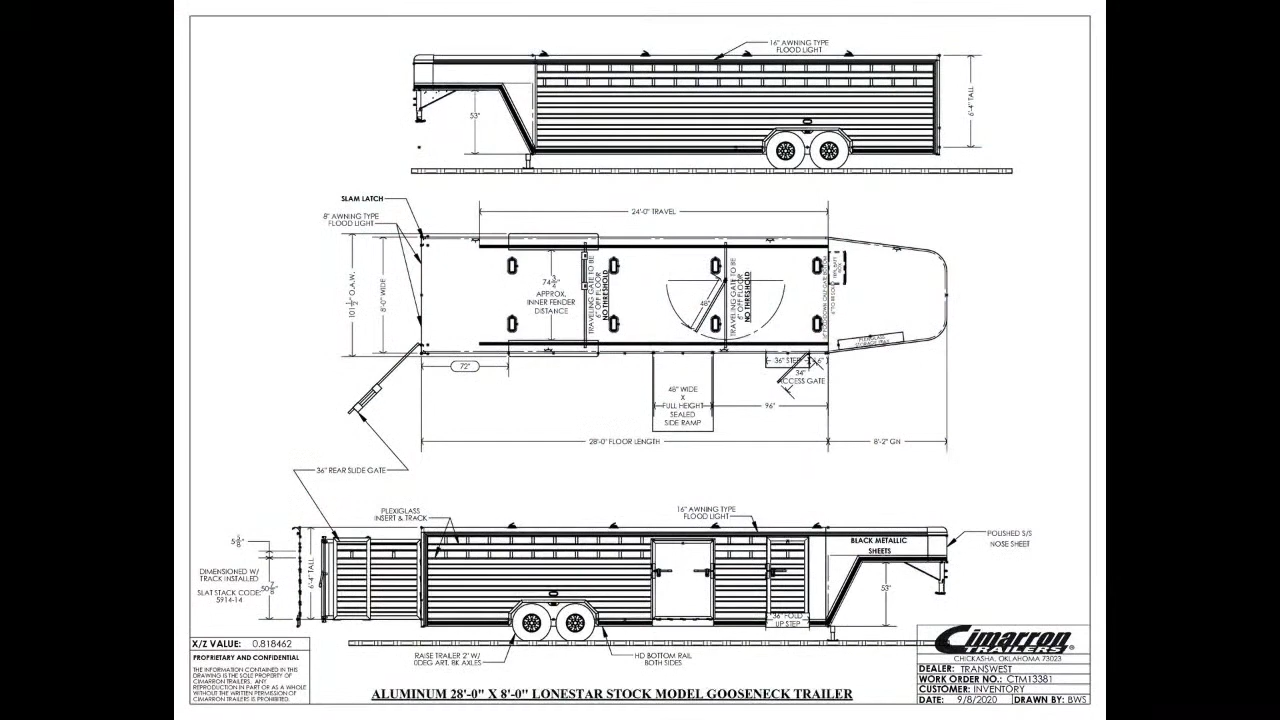 16" AWNING TYPE
FLOOD LIGHT
53"
6'-4" TALL
SLAM LATCH
8" AWNING TYPE
FLOOD LIGHT
24'-0" TRAVEL
101 1/2" O.A.W.
8'-0" WIDE
74 3/4"
APPROX.
INNER FENDER
DISTANCE
TRAVELING GATE TO BE
6" OFF FLOOR
NO THRESHOLD
48"
TRAVELING GATE TO BE
6" OFF FLOOR
NO THRESHOLD
72"
36" STEP
6"
34"
ACCESS GATE
48" WIDE
X
FULL HEIGHT
SEALED
SIDE RAMP
96"
28'-0" FLOOR LENGTH
8'-2" GN
36" REAR SLIDE GATE
PLEXIGLASS
INSERT & TRACK
16" AWNING TYPE
FLOOD LIGHT
BLACK METALLIC
SHEETS
POLISHED S/S
NOSE SHEET
DIMENSIONED W/
TRACK INSTALLED
SLAT STACK CODE:
5914-14
6'-4" TALL
53"
36" FOLD
UP STEP
RAISE TRAILER 2" W/
0DEG ART. 8K AXLES
HD BOTTOM RAIL
BOTH SIDES
X/Z VALUE: 0.818462
PROPRIETARY AND CONFIDENTIAL
THE INFORMATION CONTAINED IN THIS
DRAWING IS THE SOLE PROPERTY OF
CIMARRON TRAILERS. ANY
REPRODUCTION IN PART OR AS A WHOLE
WITHOUT THE WRITTEN PERMISSION OF
CIMARRON TRAILERS IS PROHIBITED.
ALUMINUM 28'-0" X 8'-0" LONESTAR STOCK MODEL GOOSENECK TRAILER
Cimarron
TRAILERS
CHICKASHA, OKLAHOMA 73023
DEALER: TRANSWEST
WORK ORDER NO.: CTM13381
CUSTOMER: INVENTORY
DATE: 9/8/2020 DRAWN BY: BWS